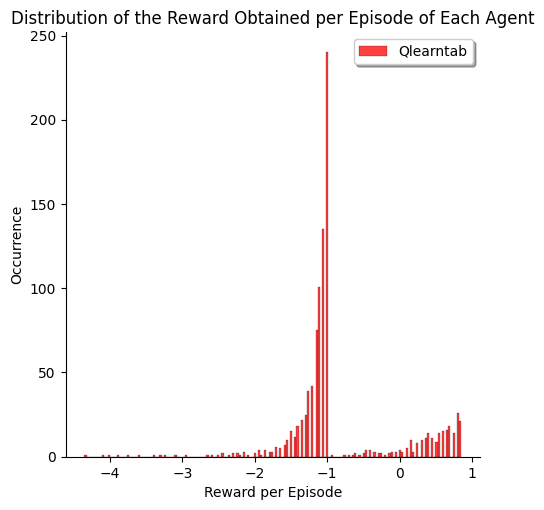 Distribution of the Reward Obtained per Episode of Each Agent
Qlearntab
250
200
150
100
50
0
Occurrence
−4 −3 −2 −1 0 1
Reward per Episode